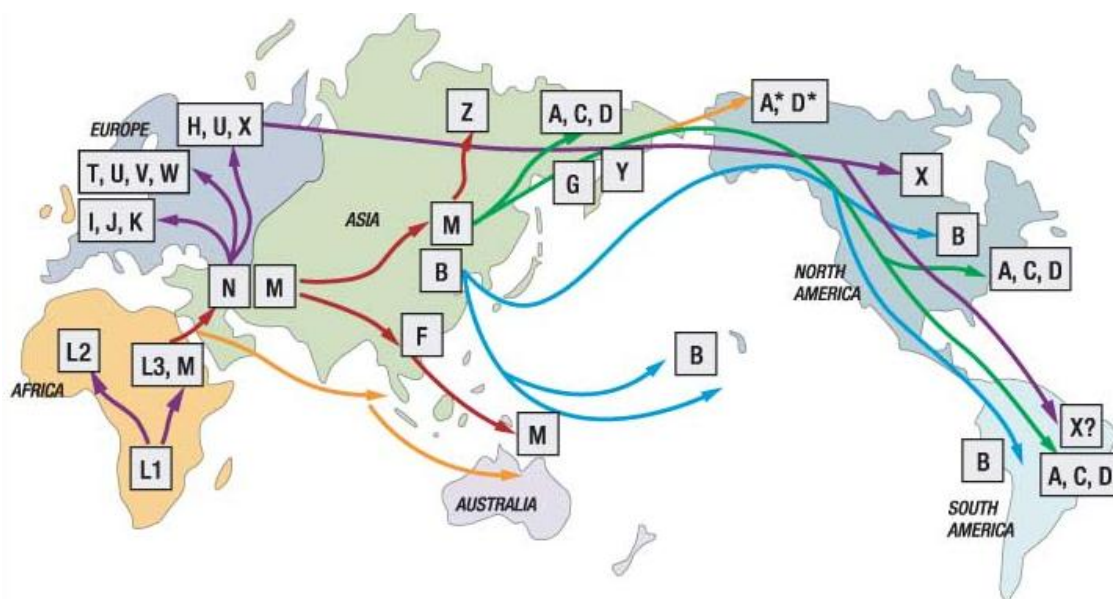 EUROPE
H, U, X
T, U, V, W
I, J, K
Z
A, C, D
A,* D*
G
Y
X
ASIA
M
B
B
N
M
NORTH
AMERICA
A, C, D
L2
L3, M
F
B
AFRICA
M
X?
L1
B
A, C, D
AUSTRALIA
SOUTH
AMERICA